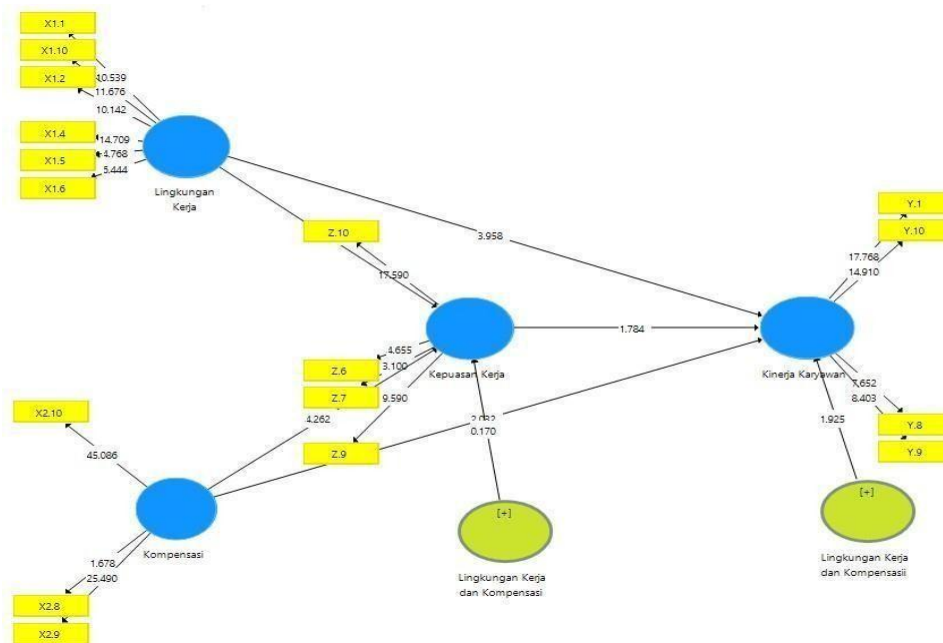 X1.1
X1.10
X1.2
10.539
11.676
10.142
X1.4
X1.5
X1.6
14.709
4.768
5.444
Lingkungan
Kerja
Z.10
17.590
3.958
Y.1
Y.10
17.768
14.910
1.784
Kepuasan Kerja
Kinerja Karyawan
Z.6
Z.7
4.655
3.100
9.590
Z.9
4.262
0.170
7.652
8.403
1.925
Y.8
Y.9
X2.10
45.086
Kompensasi
1.678
25.490
X2.8
X2.9
[+]
Lingkungan Kerja
dan Kompensasi
[+]
Lingkungan Kerja
dan Kompensasii